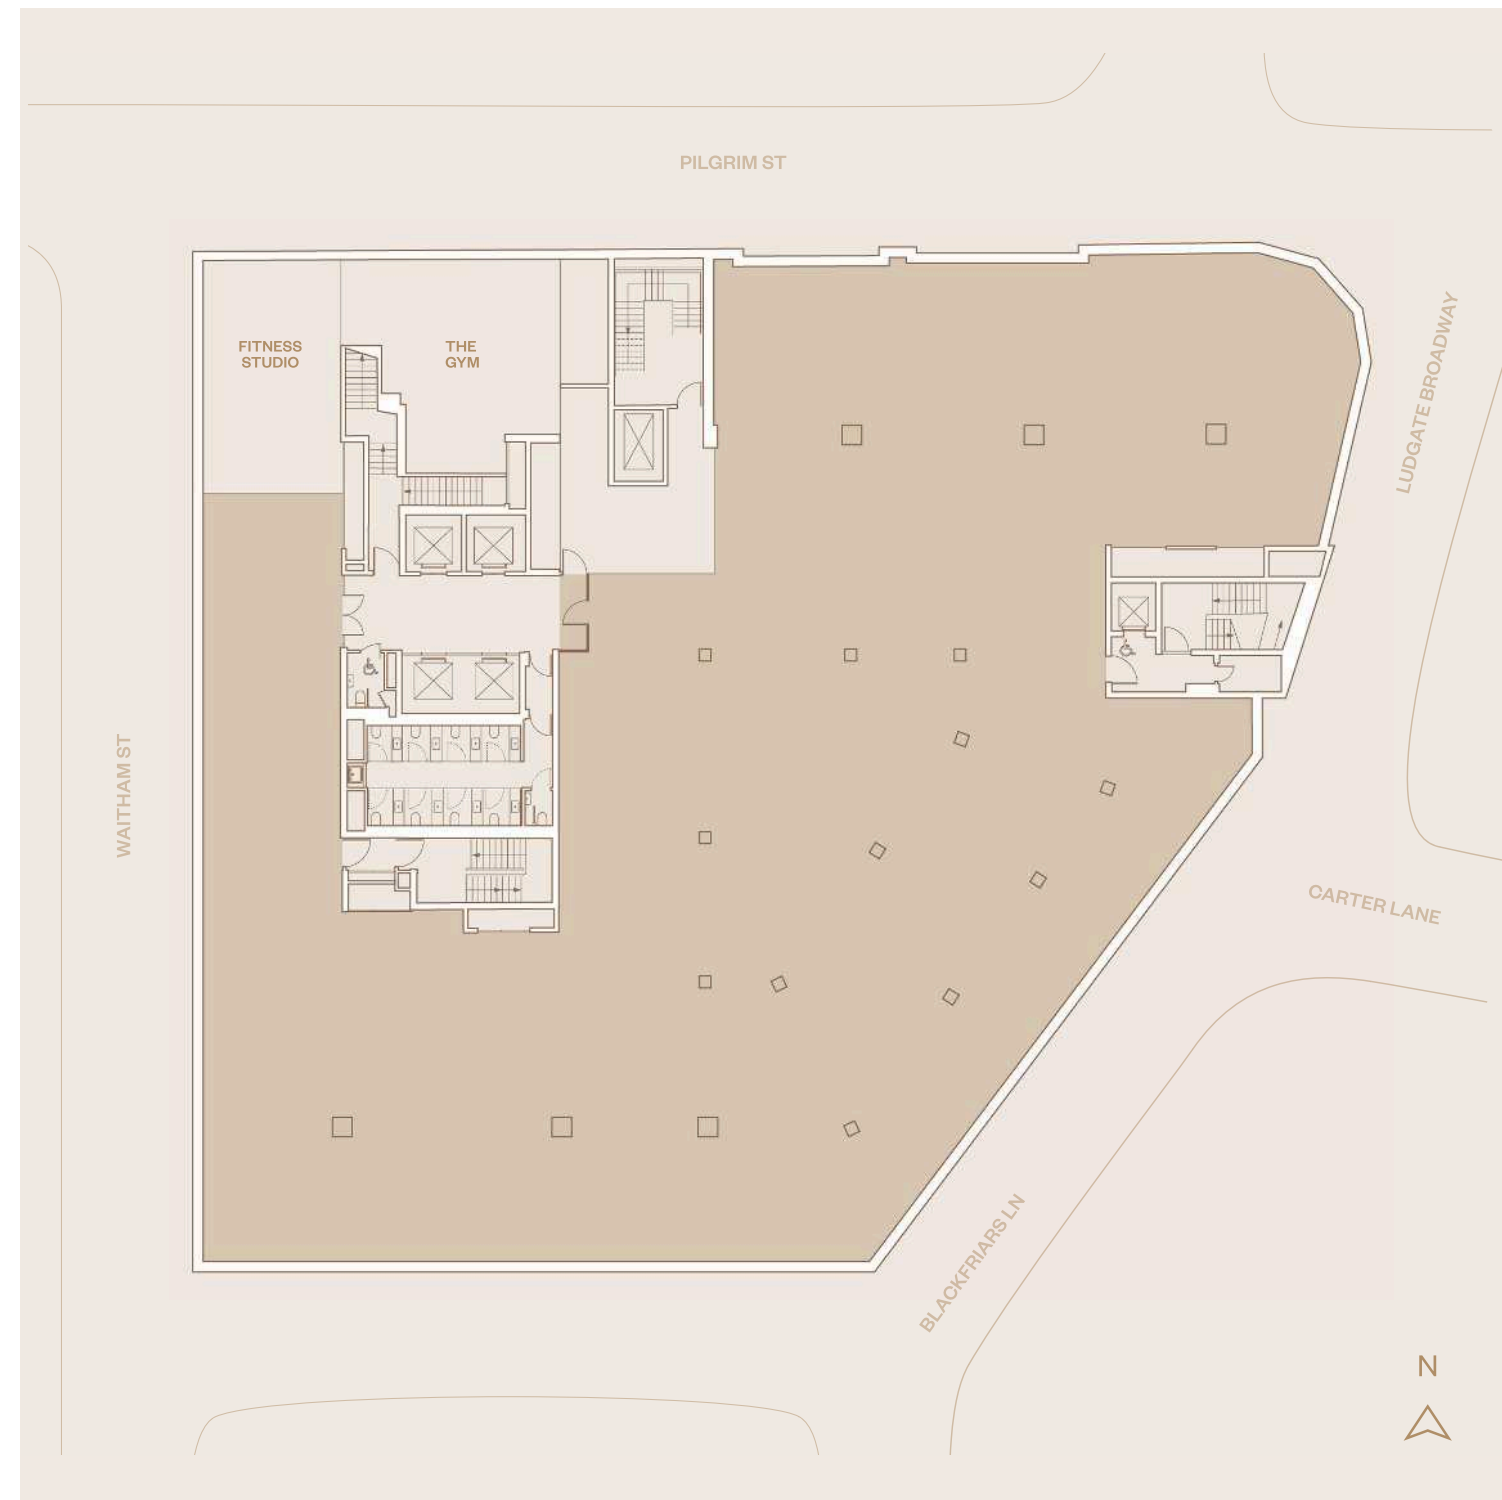 PILGRIM ST
LUDGATE BROADWAY
FITNESS
STUDIO
THE
GYM
WAITHAM ST
CARTER LANE
BLACKFRIARS LN
N